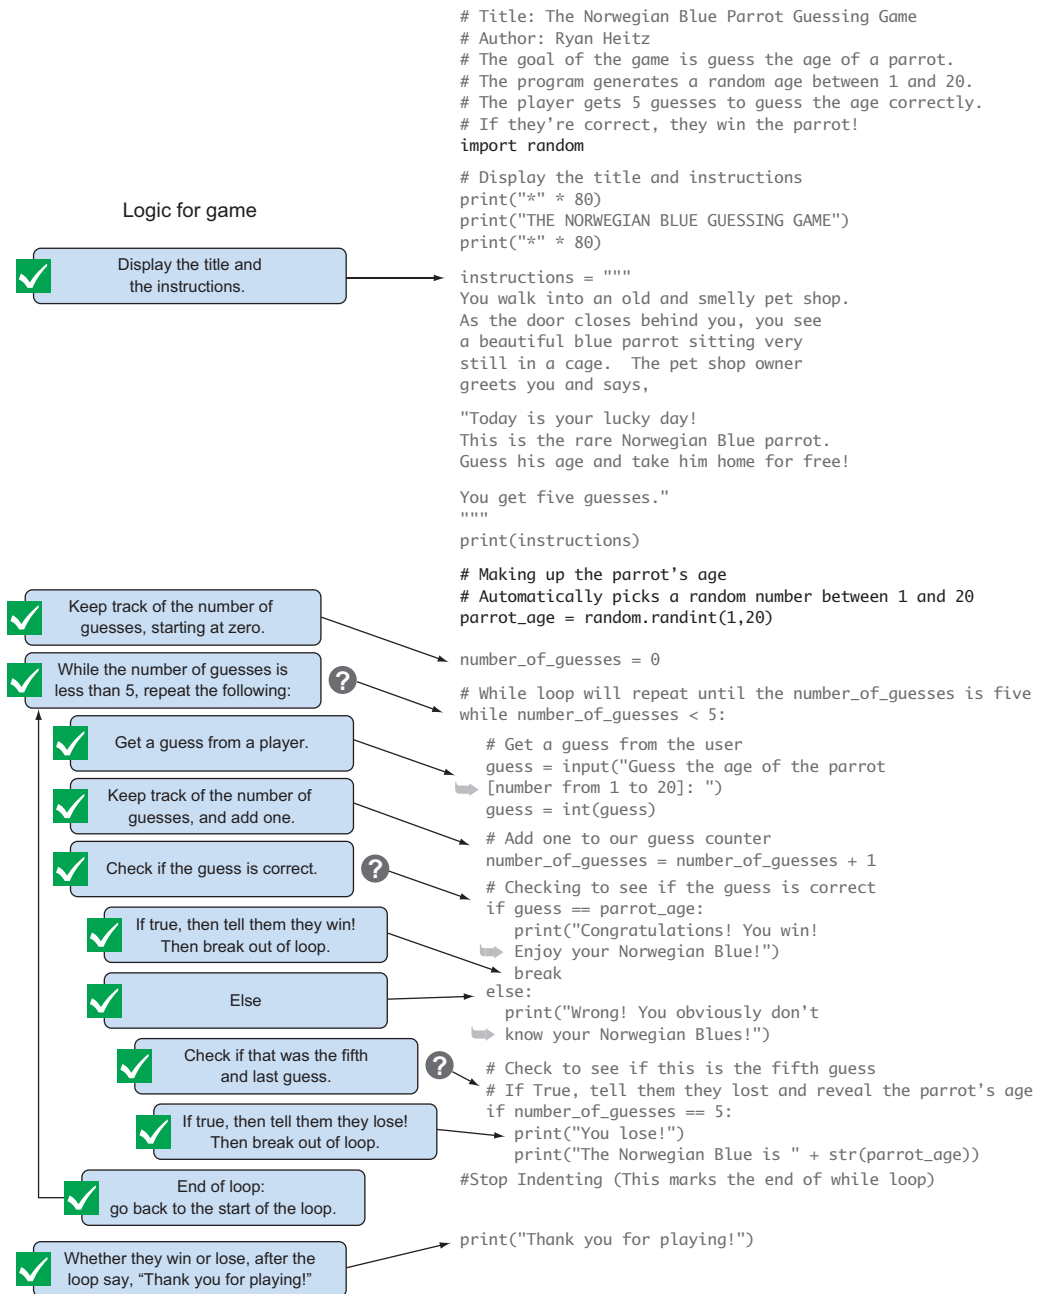 # Title: The Norwegian Blue Parrot Guessing Game
# Author: Ryan Heitz
# The goal of the game is guess the age of a parrot.
# The program generates a random age between 1 and 20.
# The player gets 5 guesses to guess the age correctly.
# If they’re correct, they win the parrot!
import random
# Display the title and instructions
print("*" * 80)
print("THE NORWEGIAN BLUE GUESSING GAME")
print("*" * 80)
Logic for game
Display the title and
the instructions.
instructions = """
You walk into an old and smelly pet shop.
As the door closes behind you, you see
a beautiful blue parrot sitting very
still in a cage.  The pet shop owner
greets you and says,
"Today is your lucky day!
This is the rare Norwegian Blue parrot.
Guess his age and take him home for free!
You get five guesses."
"""
print(instructions)
# Making up the parrot’s age
# Automatically picks a random number between 1 and 20
parrot_age = random.randint(1,20)
Keep track of the number of
guesses, starting at zero.
number_of_guesses = 0
While the number of guesses is
less than 5, repeat the following:
?
# While loop will repeat until the number_of_guesses is five
while number_of_guesses < 5:
Get a guess from a player.
# Get a guess from the user
guess = input("Guess the age of the parrot
[number from 1 to 20]: ")
guess = int(guess)
Keep track of the number of
guesses, and add one.
# Add one to our guess counter
number_of_guesses = number_of_guesses + 1
Check if the guess is correct.
?
# Checking to see if the guess is correct
if guess == parrot_age:
print("Congratulations! You win!
Enjoy your Norwegian Blue!")
break
If true, then tell them they win!
Then break out of loop.
Else
else:
print("Wrong! You obviously don’t
know your Norwegian Blues!")
Check if that was the fifth
and last guess.
?
# Check to see if this is the fifth guess
# If True, tell them they lost and reveal the parrot’s age
if number_of_guesses == 5:
If true, then tell them they lose!
Then break out of loop.
print("You lose!")
print("The Norwegian Blue is " + str(parrot_age))
#Stop Indenting (This marks the end of while loop)
End of loop:
go back to the start of the loop.
print("Thank you for playing!")
Whether they win or lose, after the
loop say, “Thank you for playing!”